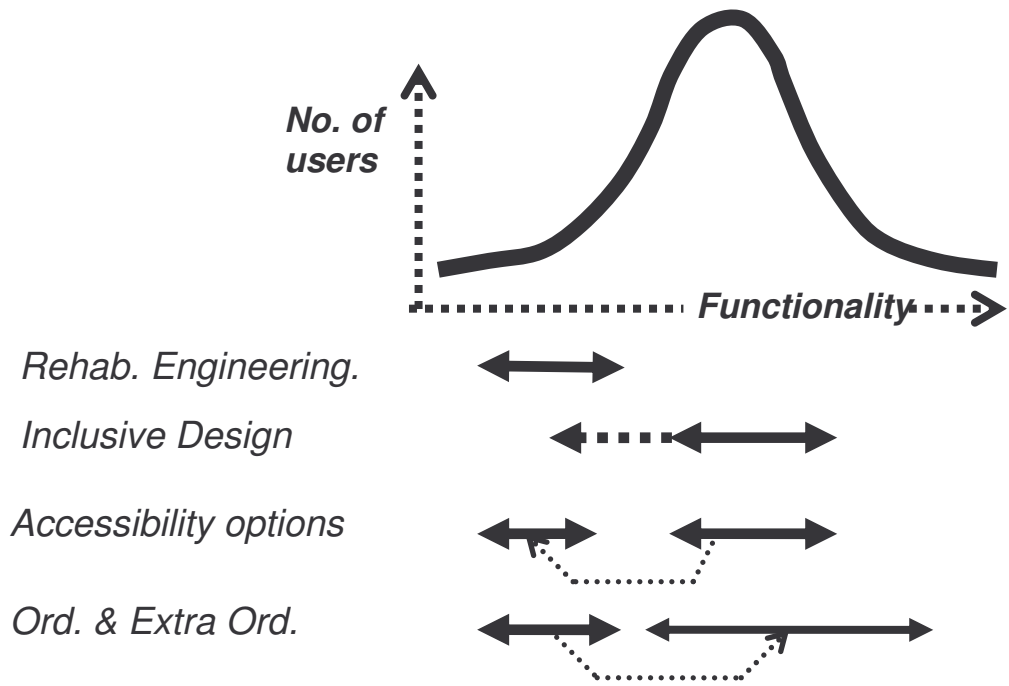 No. of
users
Functionality
Rehab. Engineering.
Inclusive Design
Accessibility options
Ord. & Extra Ord.